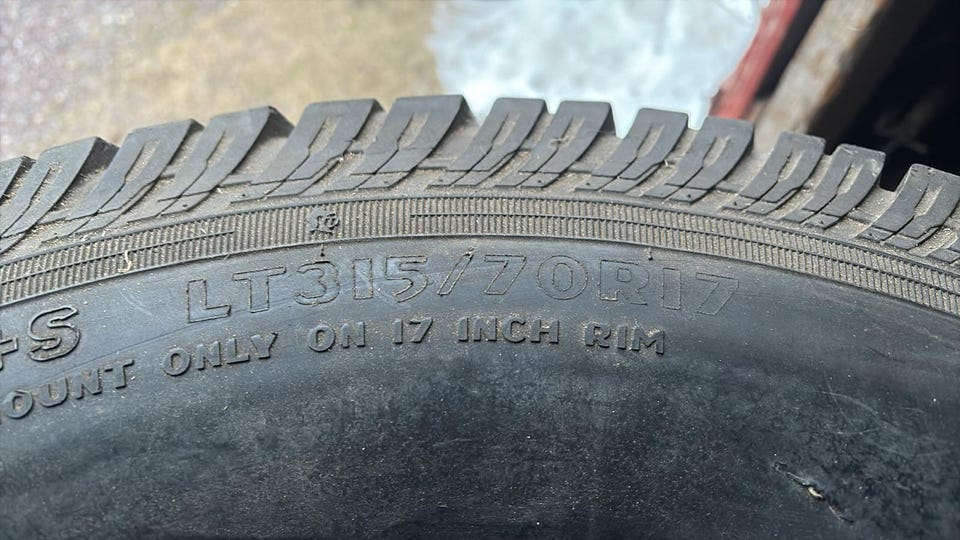 LT315/70R17
+S
OUNT ONLY ON 17 INCH RIM